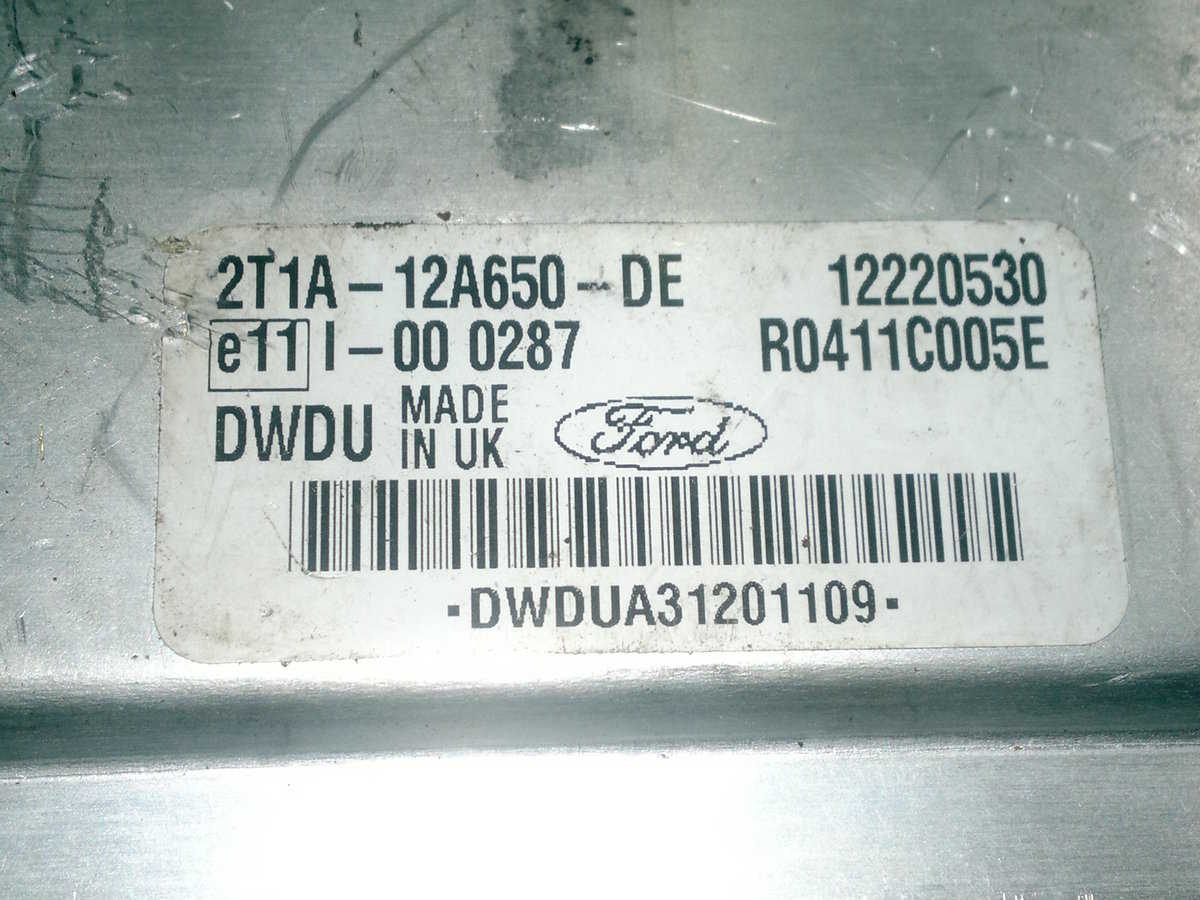 2T1A-12A650-DE 12220530
e11 I-00 0287 R0411C005E
DWDU MADE IN UK Ford
-DWDUA31201109-